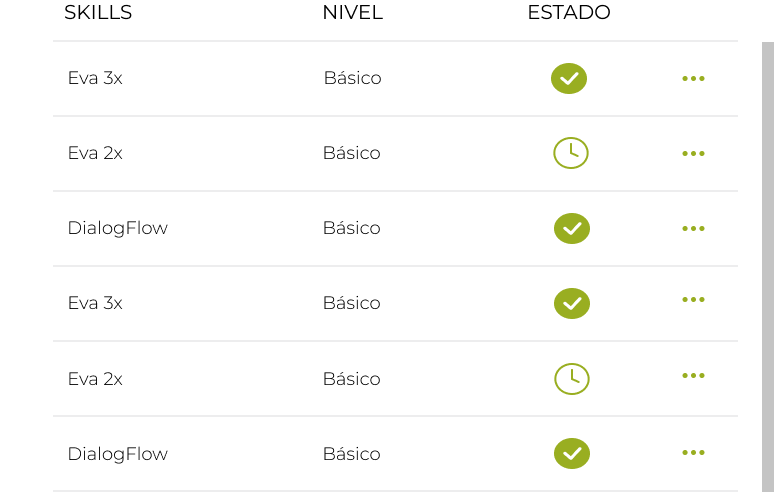 SKILLS NIVEL ESTADO
Eva 3x Básico
Eva 2x Básico
DialogFlow Básico
Eva 3x Básico
Eva 2x Básico
DialogFlow Básico